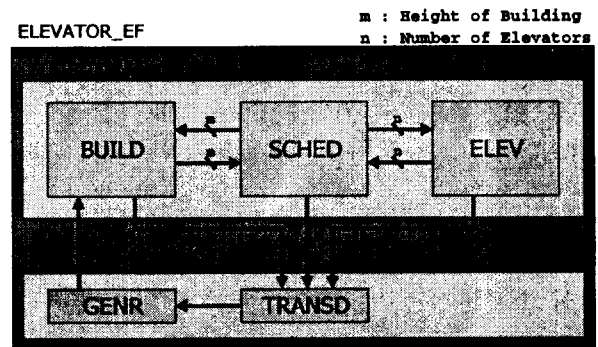 m : Height of Building
ELEVATOR_EF
n : Number of Elevators
BUILD
SCHED
ELEV
GENR
TRANSD